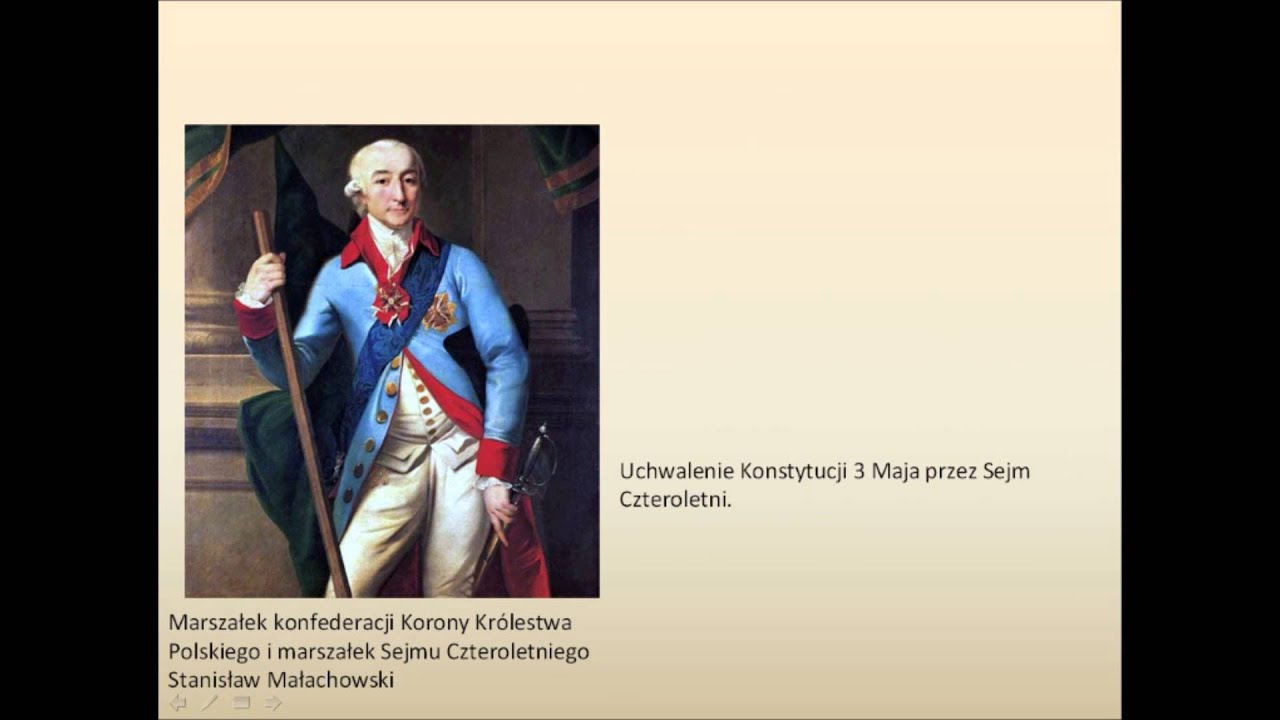 Uchwalenie Konstytucji 3 Maja przez Sejm
Czteroletni.
Marszałek konfederacji Korony Królestwa
Polskiego i marszałek Sejmu Czteroletniego
Stanisław Małachowski